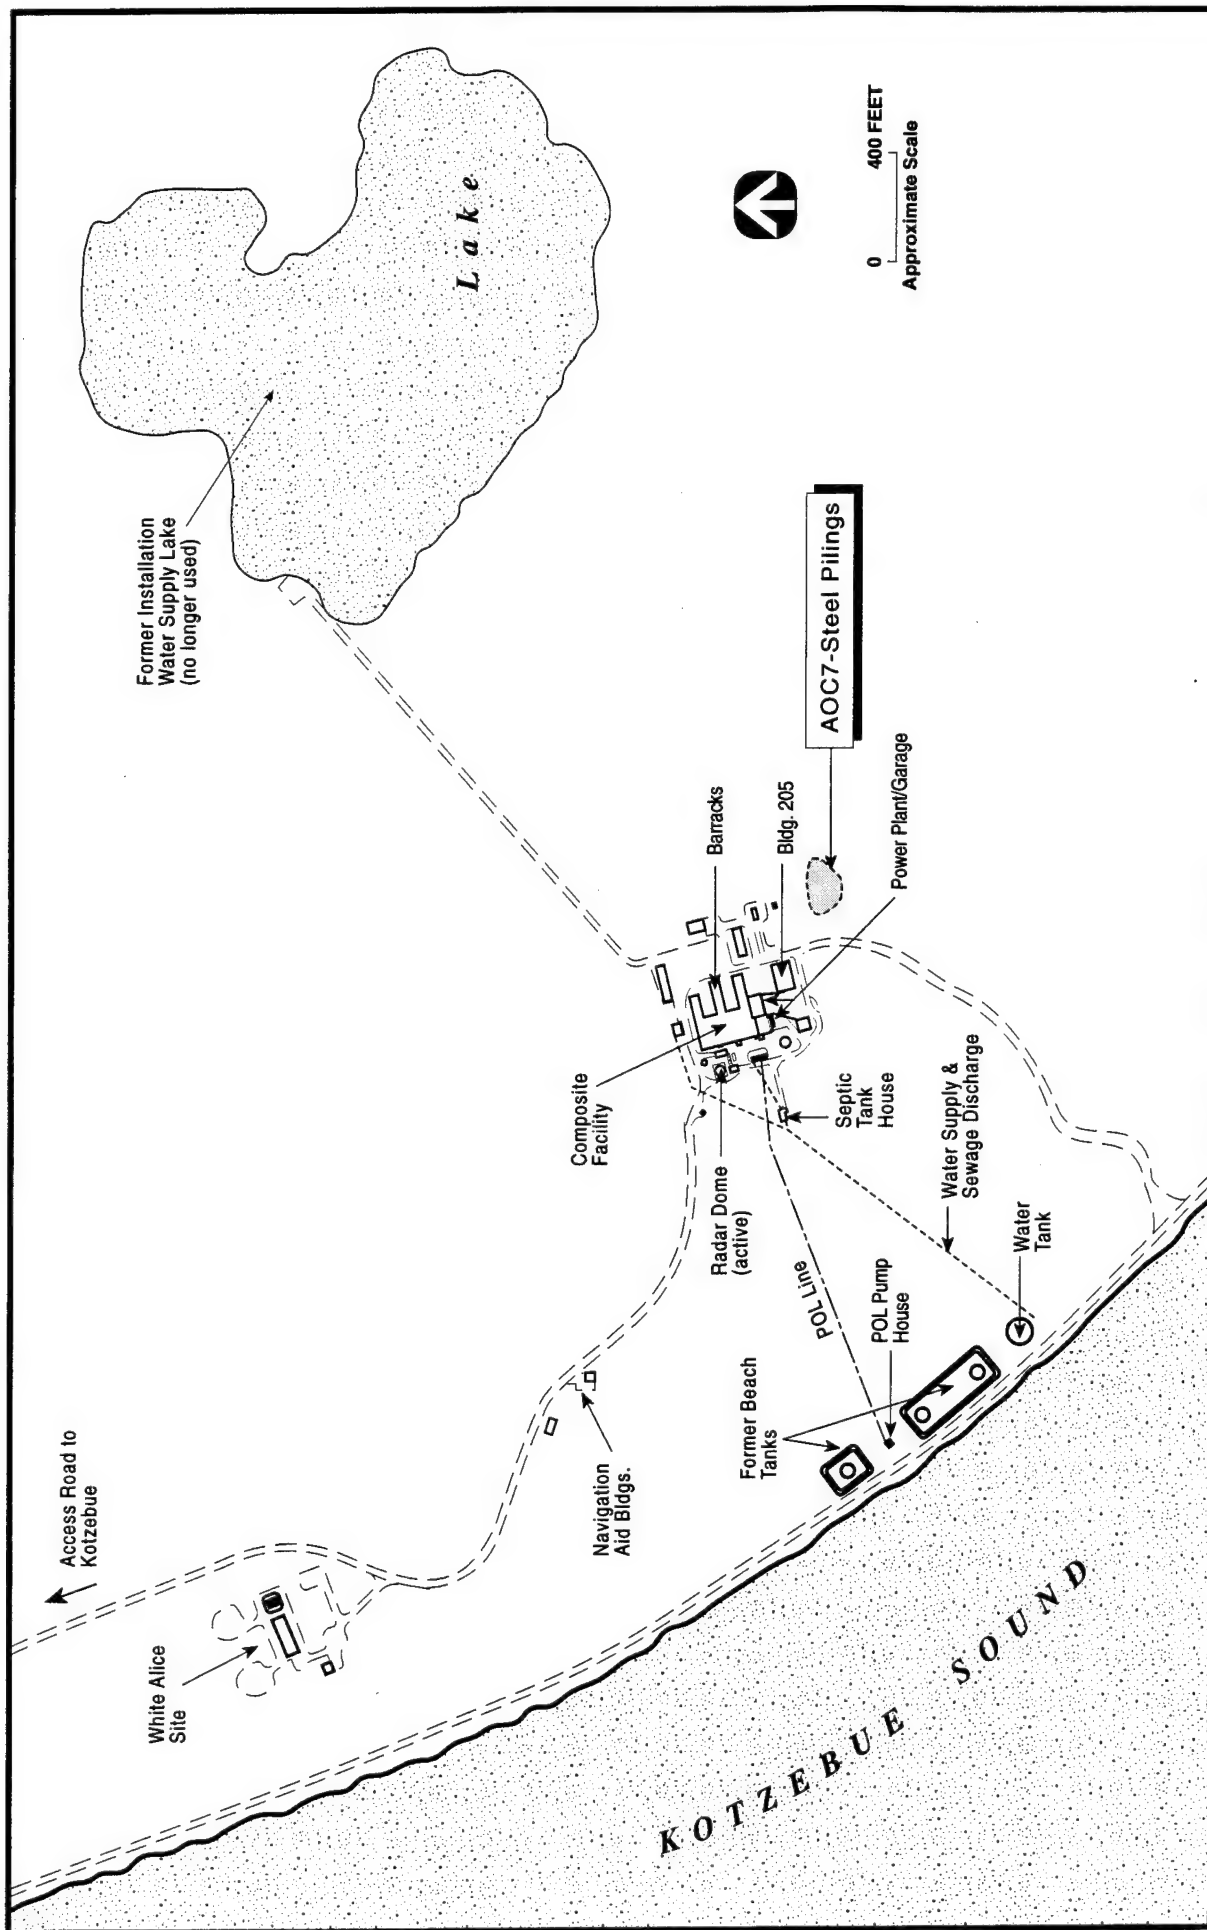 Access Road to
Kotzebue
White Alice
Site
Former Installation
Water Supply Lake
(no longer used)
Lake
Navigation
Aid Bldgs.
Composite
Facility
Barracks
Radar Dome
(active)
Bldg. 205
AOC7-Steel Pilings
Power Plant/Garage
Septic
Tank
House
POL Line
Former Beach
Tanks
POL Pump
House
Water Supply &
Sewage Discharge
Water
Tank
KOTZEBUE SOUND
0 400 FEET
Approximate Scale